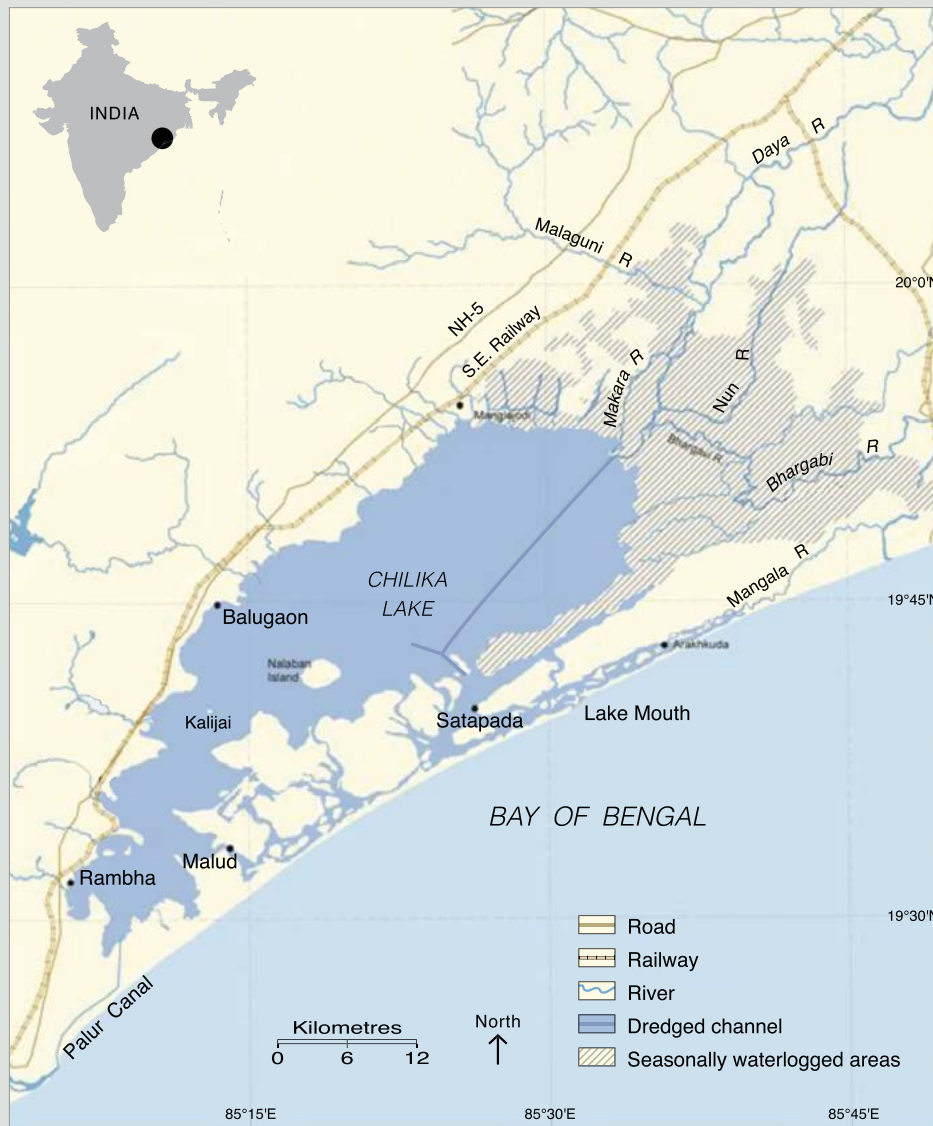 INDIA
Daya R
Malaguni R
20°0'N
NH-5
S.E. Railway
Makara R
Nun R
Bhargavi R.
Bhargabi R
CHILIKA
LAKE
Mangala R
19°45'N
Balugaon
Arakhkuda
Nalaban
Island
Kalijai
Satapada
Lake Mouth
BAY OF BENGAL
Malud
Rambha
19°30'N
Palur Canal
Road
Railway
River
Dredged channel
Seasonally waterlogged areas
Kilometres
0 6 12
North
85°15'E
85°30'E
85°45'E